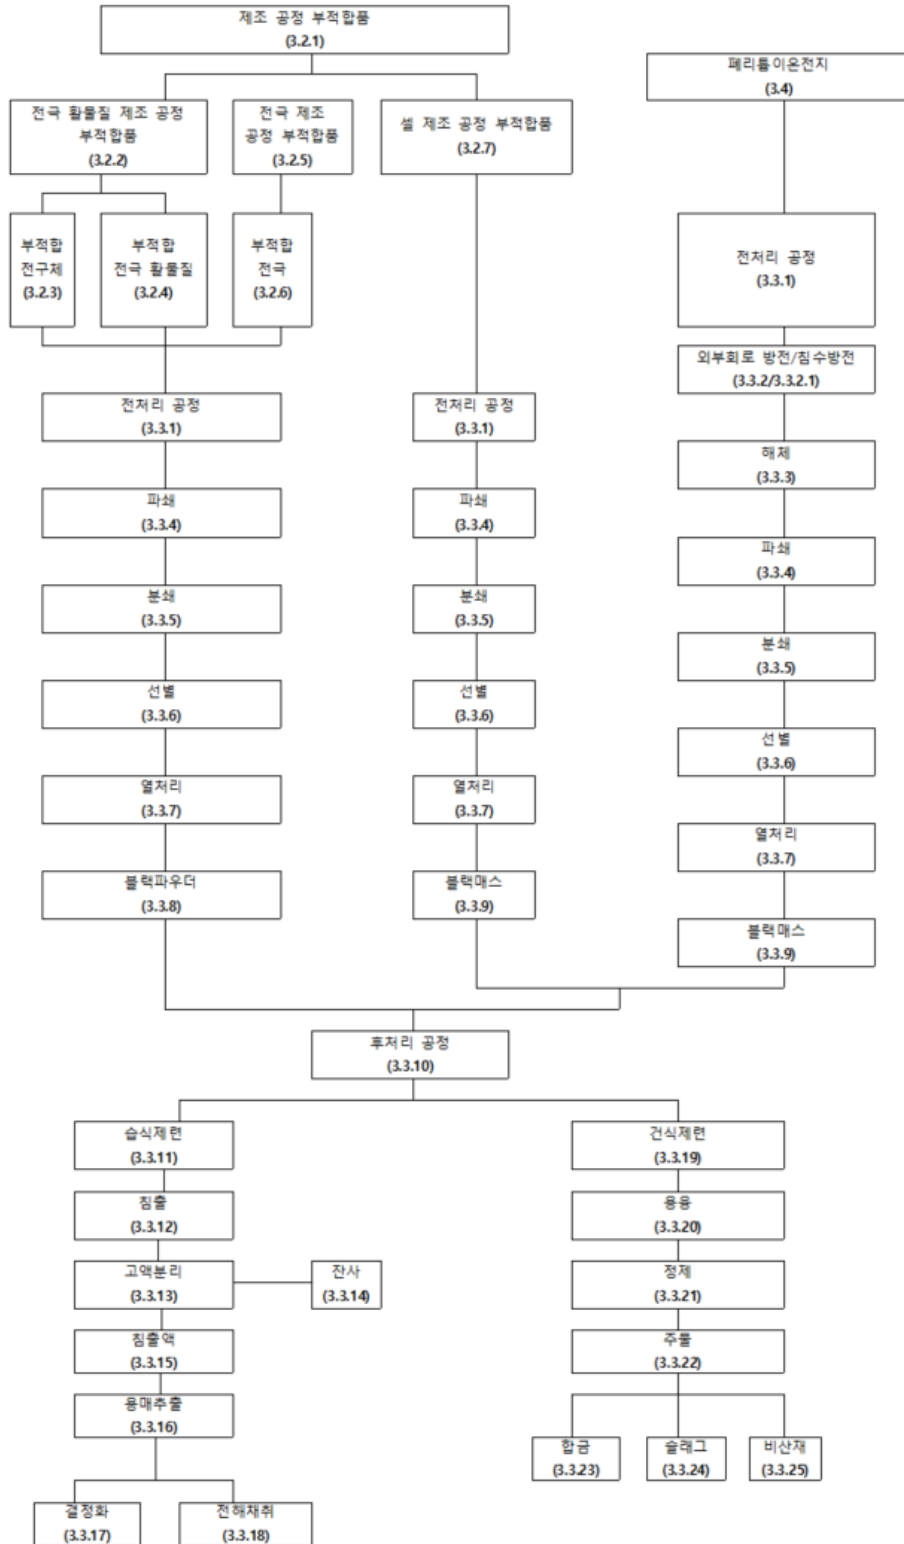 제조 공정 부적합품
(3.2.1)
폐리튬이온전지
(3.4)
전극 활물질 제조 공정
부적합품
(3.2.2)
전극 제조
공정 부적합품
(3.2.5)
셀 제조 공정 부적합품
(3.2.7)
부적합
전구체
(3.2.3)
부적합
전극 활물질
(3.2.4)
부적합
전극
(3.2.6)
전처리 공정
(3.3.1)
외부회로 방전/침수방전
(3.3.2/3.3.2.1)
전처리 공정
(3.3.1)
전처리 공정
(3.3.1)
해체
(3.3.3)
파쇄
(3.3.4)
파쇄
(3.3.4)
파쇄
(3.3.4)
분쇄
(3.3.5)
분쇄
(3.3.5)
분쇄
(3.3.5)
선별
(3.3.6)
선별
(3.3.6)
선별
(3.3.6)
열처리
(3.3.7)
열처리
(3.3.7)
열처리
(3.3.7)
블랙파우더
(3.3.8)
블랙매스
(3.3.9)
블랙매스
(3.3.9)
후처리 공정
(3.3.10)
습식제련
(3.3.11)
건식제련
(3.3.19)
침출
(3.3.12)
용융
(3.3.20)
고액분리
(3.3.13)
잔사
(3.3.14)
정제
(3.3.21)
침출액
(3.3.15)
주물
(3.3.22)
용매추출
(3.3.16)
합금
(3.3.23)
슬래그
(3.3.24)
비산재
(3.3.25)
결정화
(3.3.17)
전해채취
(3.3.18)